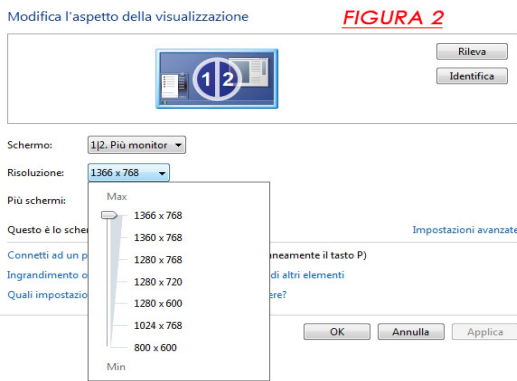 Modifica l'aspetto della visualizzazione
FIGURA 2
Rileva
Identifica
1|2
Schermo: 1|2. Più monitor
Risoluzione: 1366 x 768
Più schermi:
Max
1366 x 768
1360 x 768
1280 x 768
1280 x 720
1280 x 600
1024 x 768
800 x 600
Min
Questo è lo scher
Impostazioni avanzate
Connetti ad un p
neamente il tasto P)
Ingrandimento o
di altri elementi
Quali impostazio
ere?
OK Annulla Applica